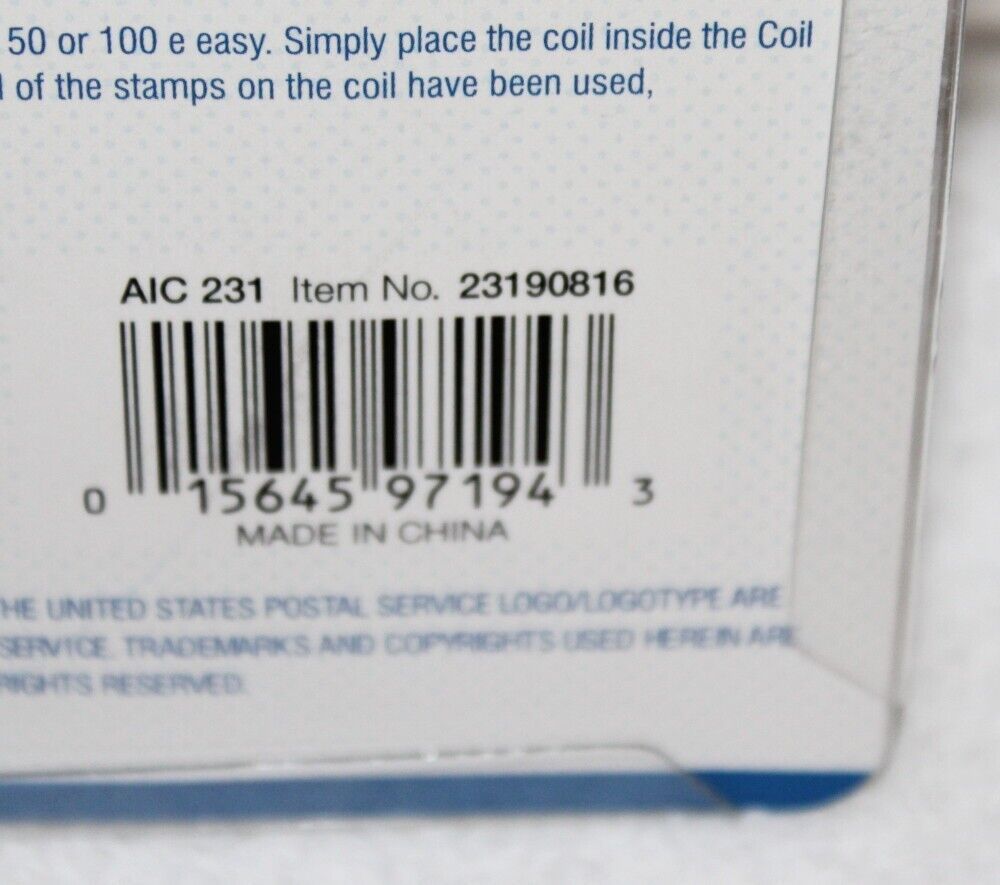 50 or 100 e easy. Simply place the coil inside the Coil
of the stamps on the coil have been used,
AIC 231 Item No. 23190816
0 15645 97194 3
MADE IN CHINA
HE UNITED STATES POSTAL SERVICE LOGO/LOGOTYPE ARE
SERVICE. TRADEMARKS AND COPYRIGHTS USED HEREIN ARE
RIGHTS RESERVED.